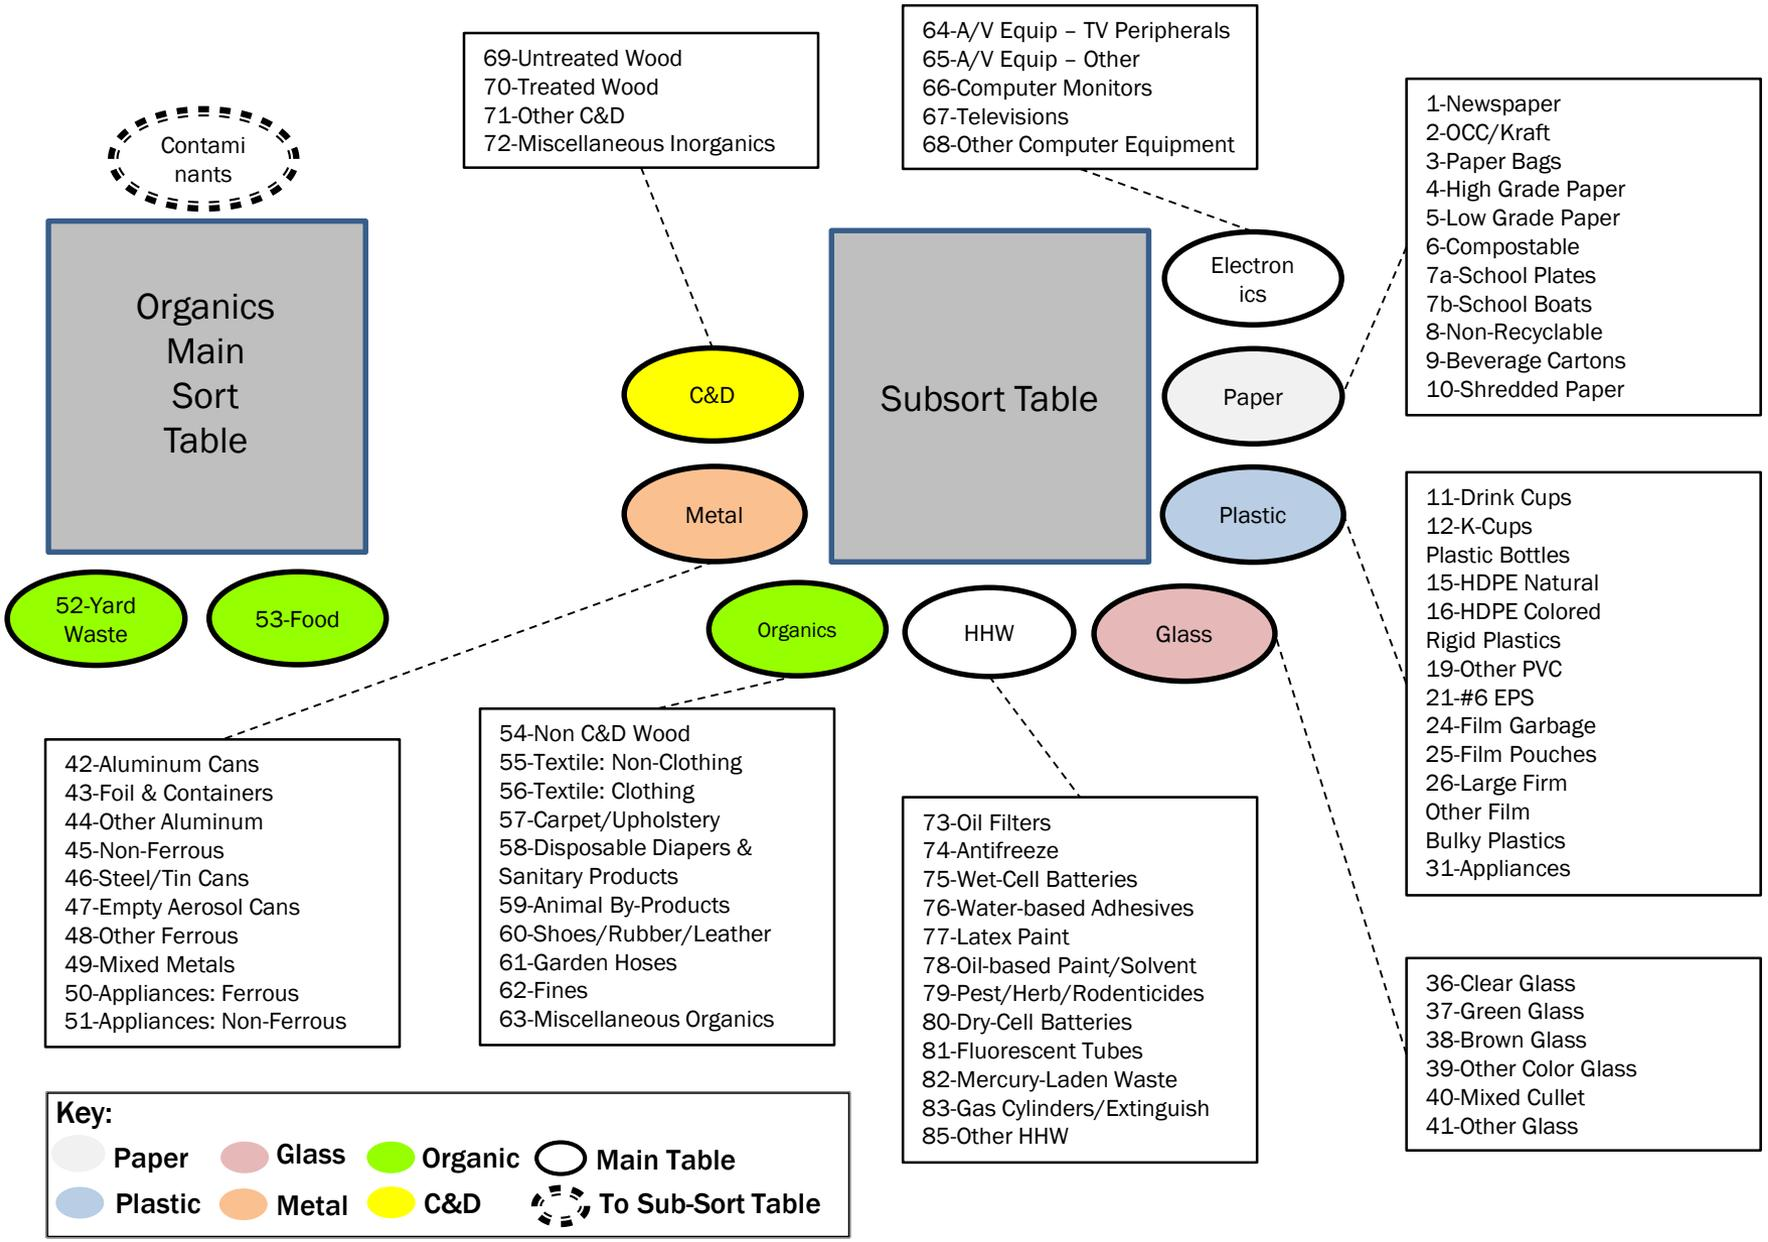 69-Untreated Wood
70-Treated Wood
71-Other C&D
72-Miscellaneous Inorganics
64-A/V Equip – TV Peripherals
65-A/V Equip – Other
66-Computer Monitors
67-Televisions
68-Other Computer Equipment
1-Newspaper
2-OCC/Kraft
3-Paper Bags
4-High Grade Paper
5-Low Grade Paper
6-Compostable
7a-School Plates
7b-School Boats
8-Non-Recyclable
9-Beverage Cartons
10-Shredded Paper
Contami
nants
Organics
Main
Sort
Table
52-Yard
Waste
53-Food
C&D
Metal
Subsort Table
Electron
ics
Paper
Plastic
Organics
HHW
Glass
11-Drink Cups
12-K-Cups
Plastic Bottles
15-HDPE Natural
16-HDPE Colored
Rigid Plastics
19-Other PVC
21-#6 EPS
24-Film Garbage
25-Film Pouches
26-Large Firm
Other Film
Bulky Plastics
31-Appliances
42-Aluminum Cans
43-Foil & Containers
44-Other Aluminum
45-Non-Ferrous
46-Steel/Tin Cans
47-Empty Aerosol Cans
48-Other Ferrous
49-Mixed Metals
50-Appliances: Ferrous
51-Appliances: Non-Ferrous
54-Non C&D Wood
55-Textile: Non-Clothing
56-Textile: Clothing
57-Carpet/Upholstery
58-Disposable Diapers &
Sanitary Products
59-Animal By-Products
60-Shoes/Rubber/Leather
61-Garden Hoses
62-Fines
63-Miscellaneous Organics
73-Oil Filters
74-Antifreeze
75-Wet-Cell Batteries
76-Water-based Adhesives
77-Latex Paint
78-Oil-based Paint/Solvent
79-Pest/Herb/Rodenticides
80-Dry-Cell Batteries
81-Fluorescent Tubes
82-Mercury-Laden Waste
83-Gas Cylinders/Extinguish
85-Other HHW
36-Clear Glass
37-Green Glass
38-Brown Glass
39-Other Color Glass
40-Mixed Cullet
41-Other Glass
Key:
Paper Glass Organic Main Table
Plastic Metal C&D To Sub-Sort Table